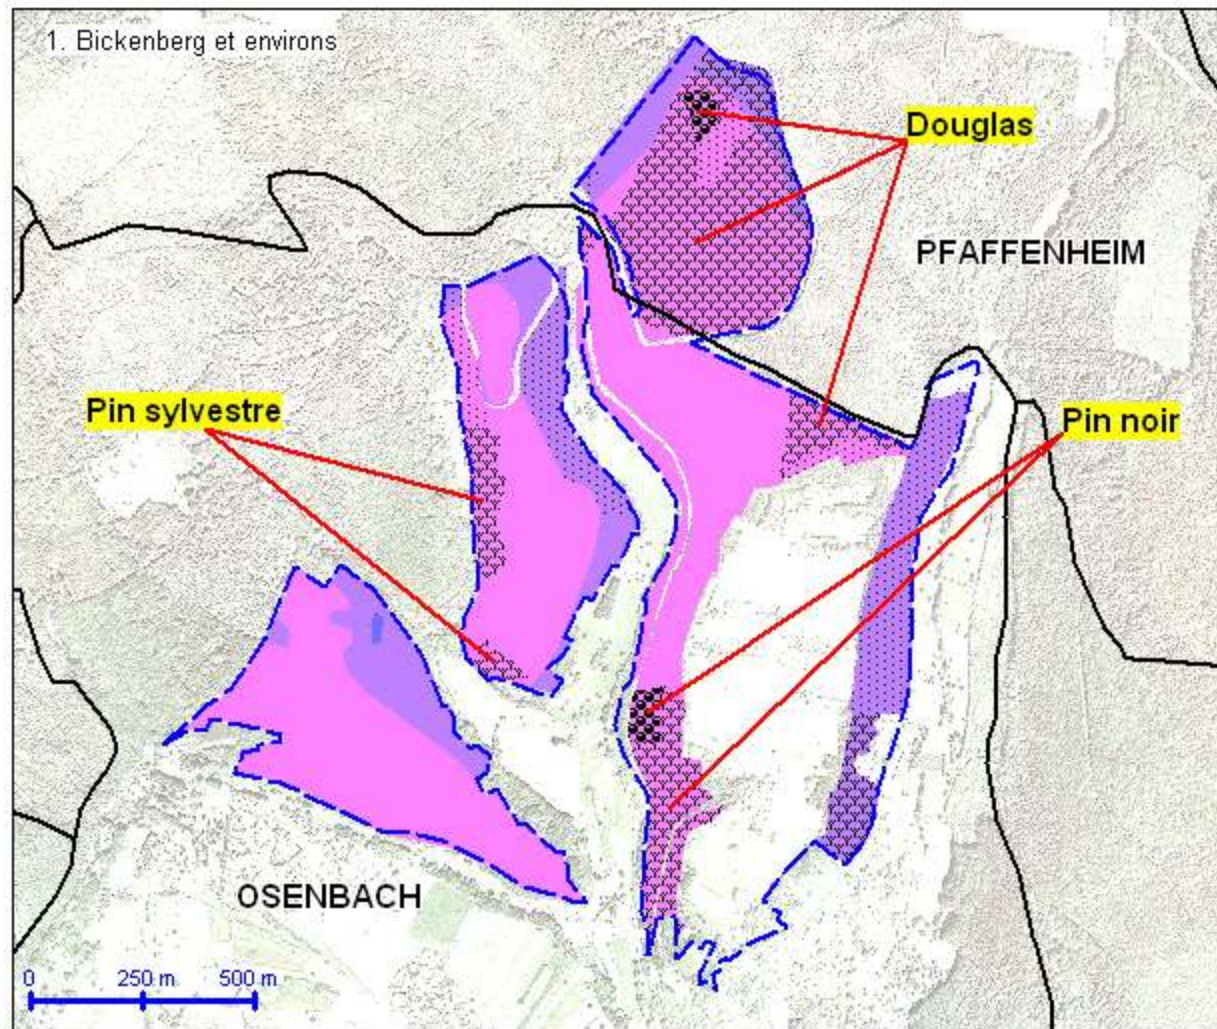 1. Bickenberg et environs
Douglas
PFAFFENHEIM
Pin sylvestre
Pin noir
OSENBACH
0 250 m 500 m